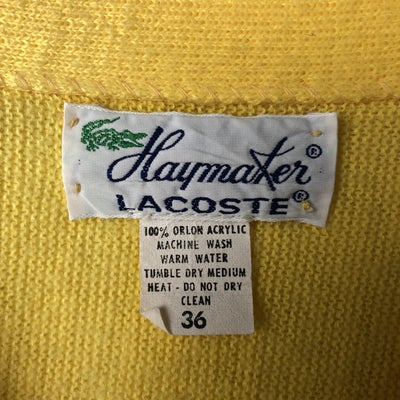 Haymaker®
LACOSTE®
100% ORLON ACRYLIC
MACHINE WASH
WARM WATER
TUMBLE DRY MEDIUM
HEAT - DO NOT DRY
CLEAN
36